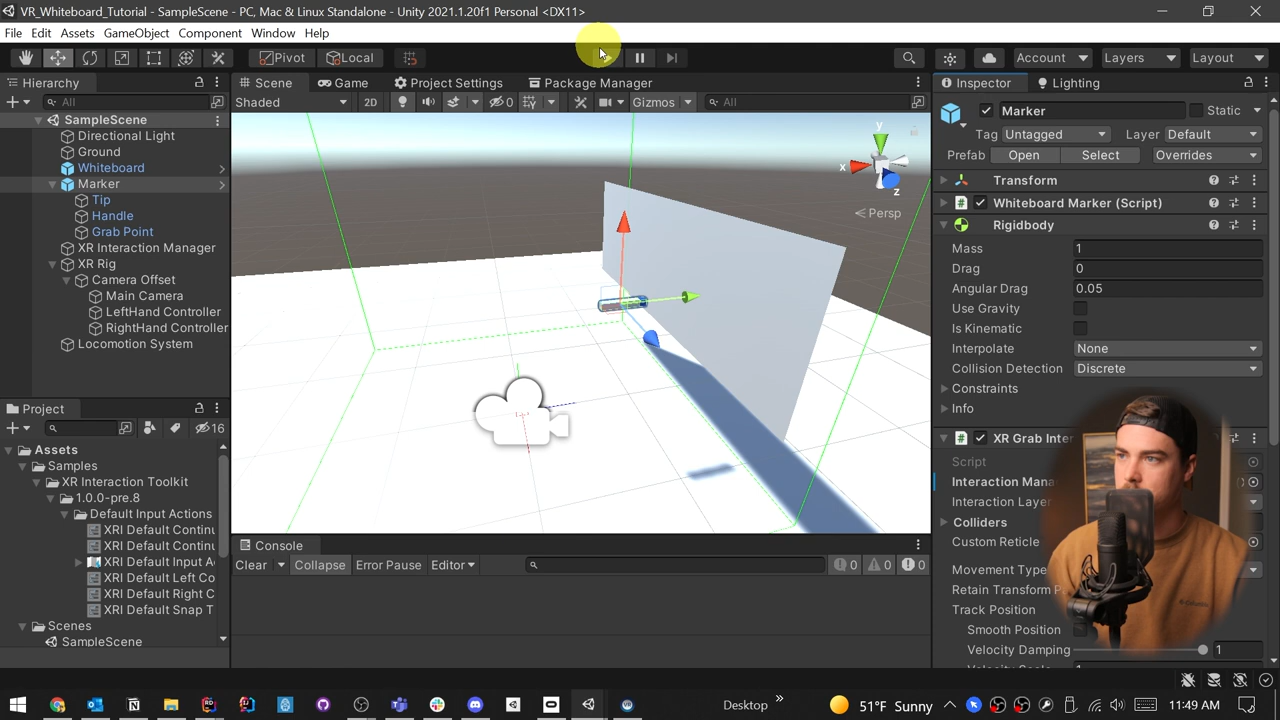 VR_Whiteboard_Tutorial - SampleScene - PC, Mac & Linux Standalone - Unity 2021.1.20f1 Personal <DX11>
File Edit Assets GameObject Component Window Help
Pivot Local Account Layers Layout
Hierarchy
All
SampleScene
Directional Light
Ground
Whiteboard
Marker
Tip
Handle
Grab Point
XR Interaction Manager
XR Rig
Camera Offset
Main Camera
LeftHand Controller
RightHand Controller
Locomotion System
Project
16
Assets
Samples
XR Interaction Toolkit
1.0.0-pre.8
Default Input Actions
XRI Default Continu
XRI Default Continu
XRI Default Input A
XRI Default Left Co
XRI Default Right C
XRI Default Snap T
Scenes
SampleScene
Scene Game Project Settings Package Manager
Shaded 2D 0 Gizmos All
y
x
z
Persp
Console
Clear Collapse Error Pause Editor 0 0 0
Inspector Lighting
Marker Static
Tag Untagged Layer Default
Prefab Open Select Overrides
Transform
Whiteboard Marker (Script)
Rigidbody
Mass 1
Drag 0
Angular Drag 0.05
Use Gravity
Is Kinematic
Interpolate None
Collision Detection Discrete
Constraints
Info
XR Grab Inter
Script
Interaction Mana
Interaction Layer
Colliders
Custom Reticle
Movement Type
Retain Transform P
Track Position
Smooth Position
Velocity Damping 1
Velocity Scale 1
Desktop 51°F Sunny 11:49 AM